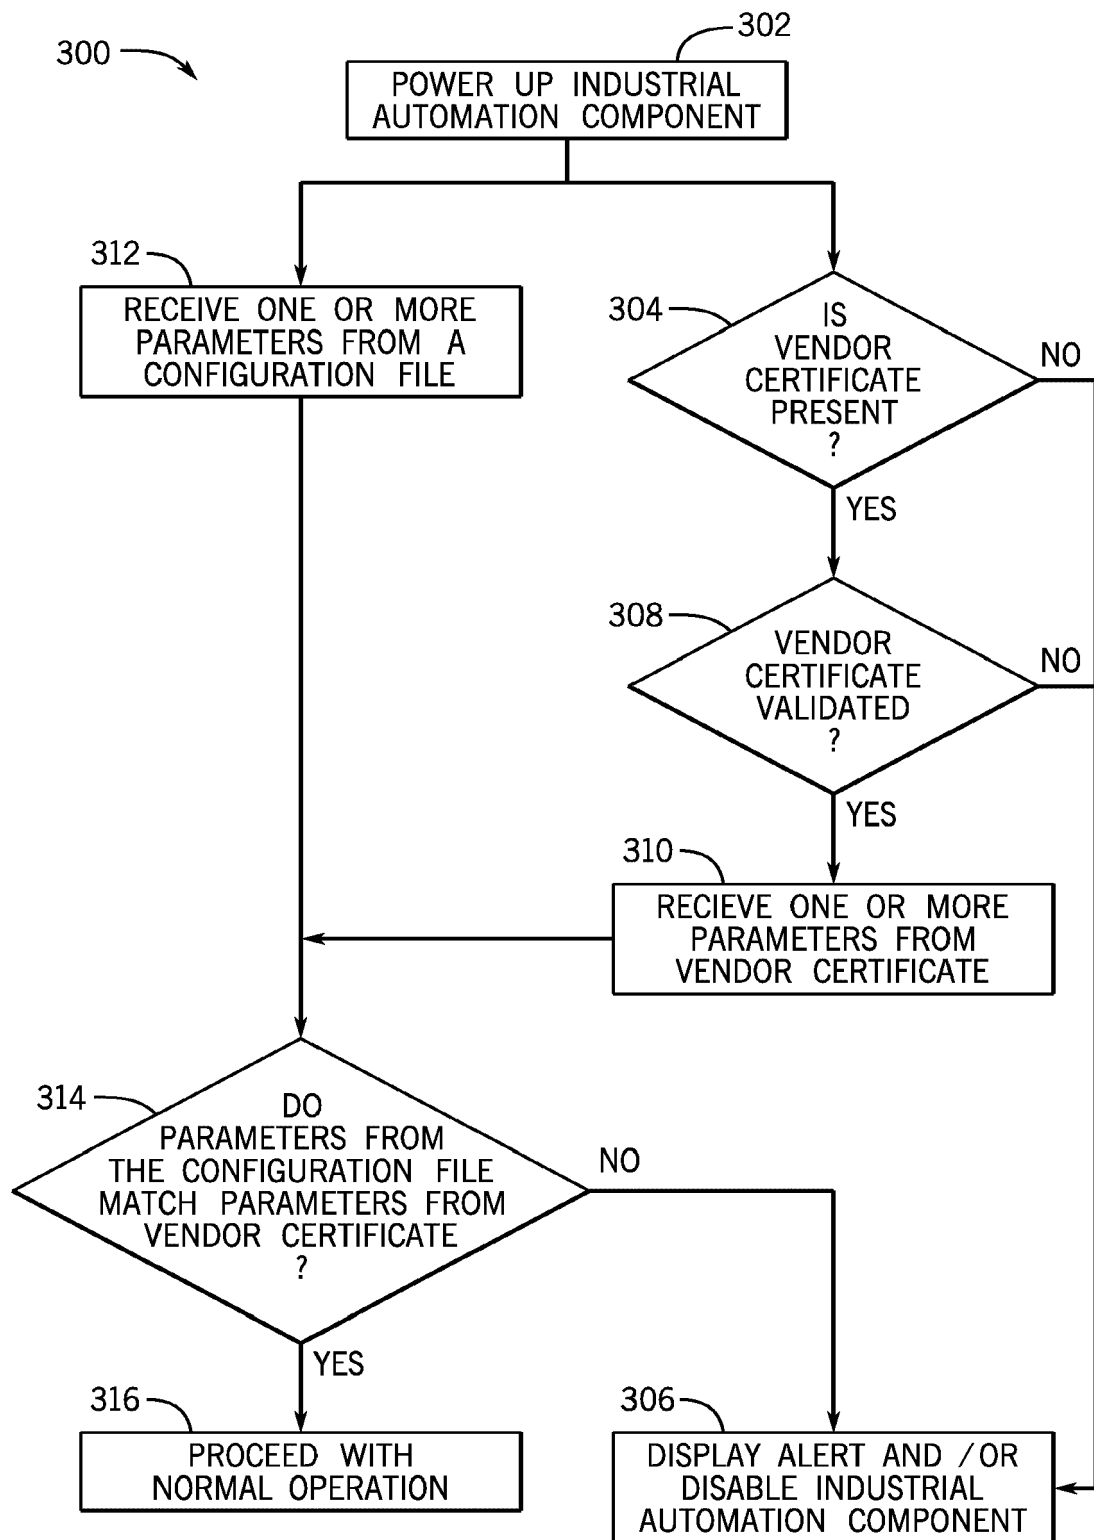 300
302
POWER UP INDUSTRIAL
AUTOMATION COMPONENT
312
RECEIVE ONE OR MORE
PARAMETERS FROM A
CONFIGURATION FILE
304
IS
VENDOR
CERTIFICATE
PRESENT
?
NO
YES
308
VENDOR
CERTIFICATE
VALIDATED
?
NO
YES
310
RECIEVE ONE OR MORE
PARAMETERS FROM
VENDOR CERTIFICATE
314
DO
PARAMETERS FROM
THE CONFIGURATION FILE
MATCH PARAMETERS FROM
VENDOR CERTIFICATE
?
NO
YES
316
PROCEED WITH
NORMAL OPERATION
306
DISPLAY ALERT AND /OR
DISABLE INDUSTRIAL
AUTOMATION COMPONENT